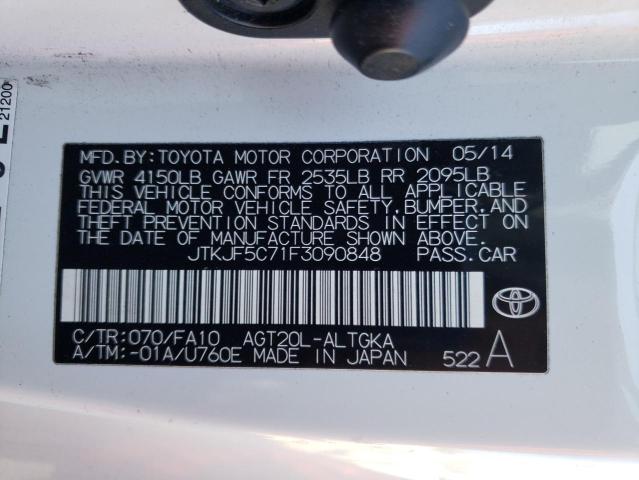 21200
MFD.BY:TOYOTA MOTOR CORPORATION 05/14
GVWR 4150LB GAWR FR 2535LB RR 2095LB
THIS VEHICLE CONFORMS TO ALL APPLICABLE
FEDERAL MOTOR VEHICLE SAFETY,BUMPER,AND
THEFT PREVENTION STANDARDS IN EFFECT ON
THE DATE OF MANUFACTURE SHOWN ABOVE.
JTKJF5C71F3090848 PASS.CAR
C/TR:070/FA10 AGT20L-ALTGKA
A/TM:-01A/U760E MADE IN JAPAN 522 A